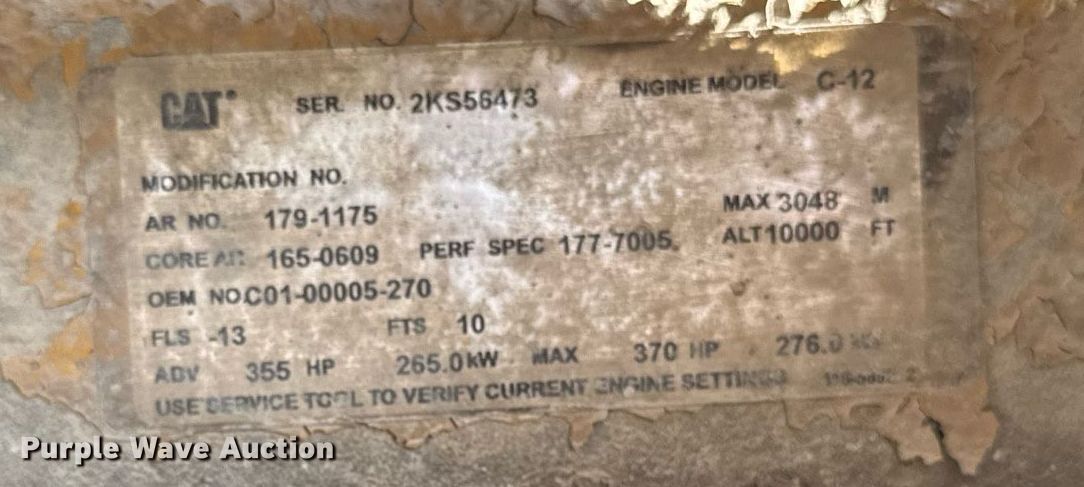 CAT SER. NO. 2KS56473 ENGINE MODEL C-12
MODIFICATION NO.
AR NO. 179-1175 MAX 3048 M
CORE AR 165-0609 PERF SPEC 177-7005. ALT 10000 FT
OEM NO.C01-00005-270
FLS -13 FTS 10
ADV 355 HP 265.0kW MAX 370 HP 276.0 kW
USE SERVICE TOOL TO VERIFY CURRENT ENGINE SETTINGS
Purple Wave Auction